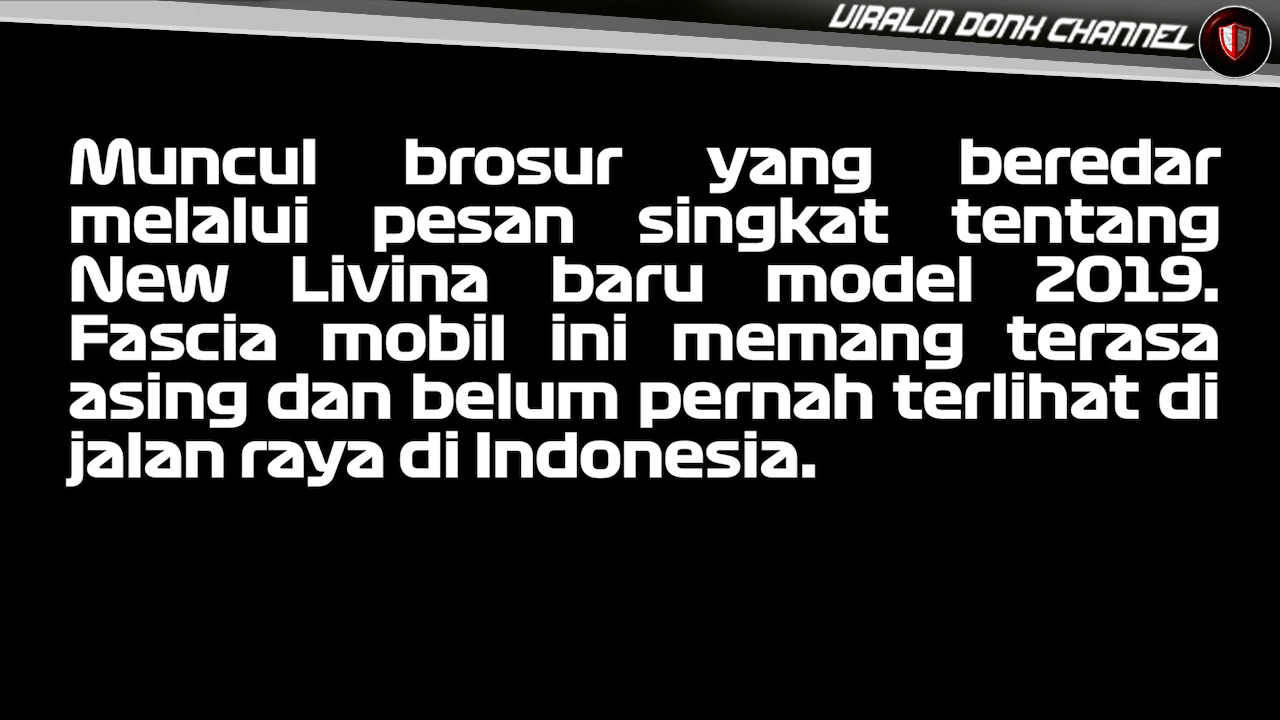 VIRALIN DONK CHANNEL
Muncul brosur yang beredar
melalui pesan singkat tentang
New Livina baru model 2019.
Fascia mobil ini memang terasa
asing dan belum pernah terlihat di
jalan raya di Indonesia.